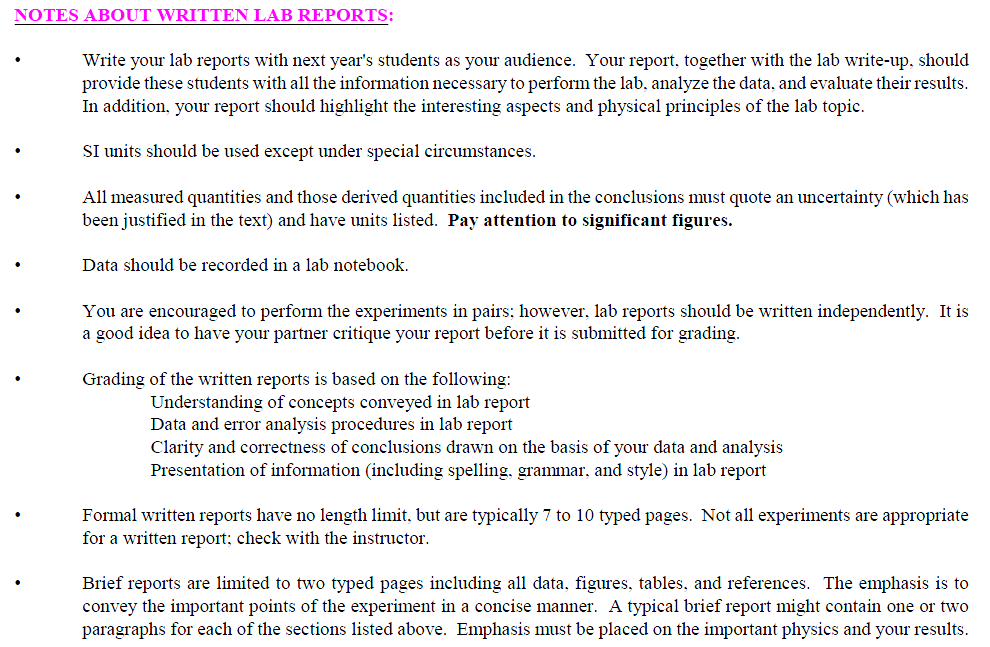 NOTES ABOUT WRITTEN LAB REPORTS:
• Write your lab reports with next year's students as your audience. Your report, together with the lab write-up, should
provide these students with all the information necessary to perform the lab, analyze the data, and evaluate their results.
In addition, your report should highlight the interesting aspects and physical principles of the lab topic.
• SI units should be used except under special circumstances.
• All measured quantities and those derived quantities included in the conclusions must quote an uncertainty (which has
been justified in the text) and have units listed. Pay attention to significant figures.
• Data should be recorded in a lab notebook.
• You are encouraged to perform the experiments in pairs; however, lab reports should be written independently. It is
a good idea to have your partner critique your report before it is submitted for grading.
• Grading of the written reports is based on the following:
Understanding of concepts conveyed in lab report
Data and error analysis procedures in lab report
Clarity and correctness of conclusions drawn on the basis of your data and analysis
Presentation of information (including spelling, grammar, and style) in lab report
• Formal written reports have no length limit, but are typically 7 to 10 typed pages. Not all experiments are appropriate
for a written report; check with the instructor.
• Brief reports are limited to two typed pages including all data, figures, tables, and references. The emphasis is to
convey the important points of the experiment in a concise manner. A typical brief report might contain one or two
paragraphs for each of the sections listed above. Emphasis must be placed on the important physics and your results.